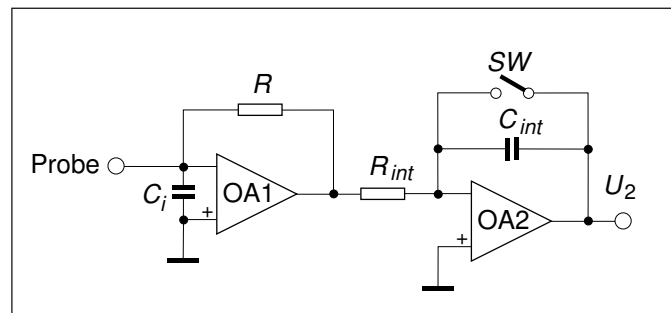 SW
R
C_int
Probe
R_int
U_2
C_i
OA1
+
OA2
+